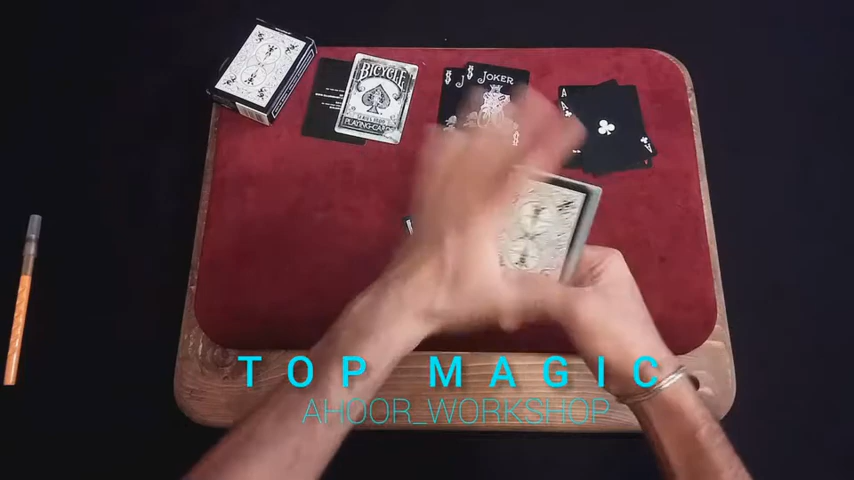 BICYCLE
PLAYING-CARDS
J
JOKER
A
A
TOP MAGIC
AHOOR_WORKSHOP